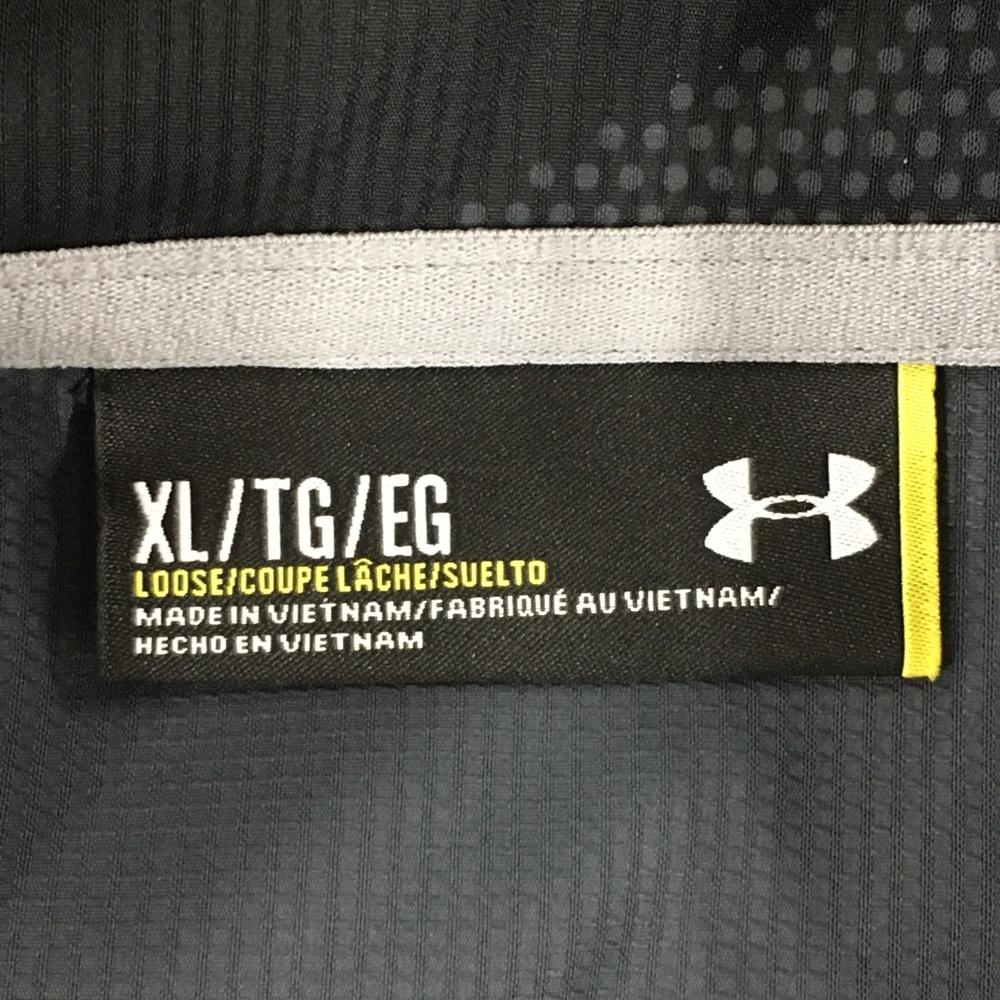 XL/TG/EG
LOOSE/COUPE LÂCHE/SUELTO
MADE IN VIETNAM/FABRIQUÉ AU VIETNAM/
HECHO EN VIETNAM